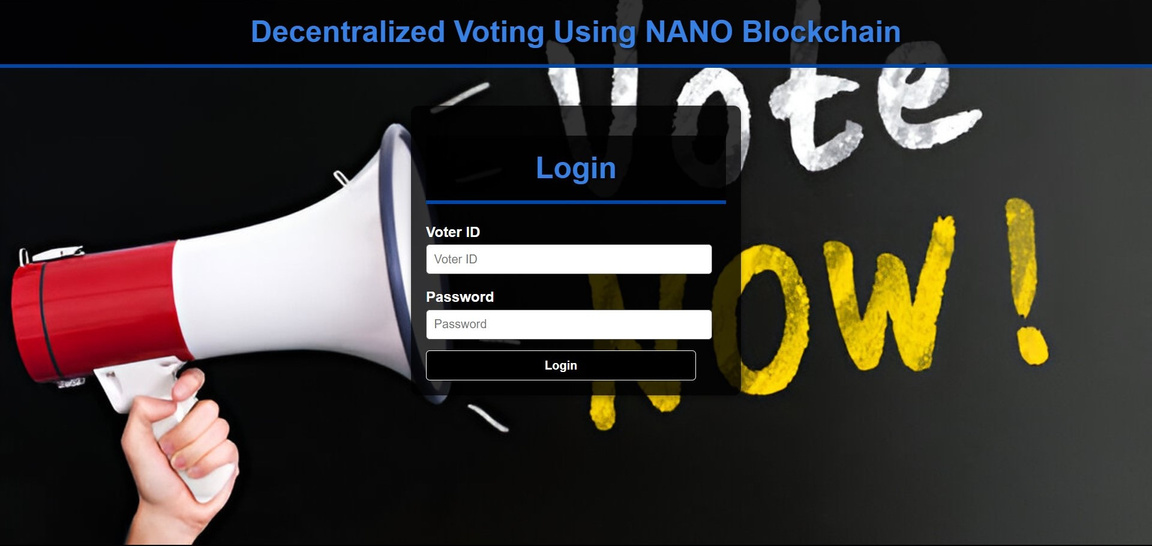 Decentralized Voting Using NANO Blockchain
Vote
Now!
Login
Voter ID
Voter ID
Password
Password
Login